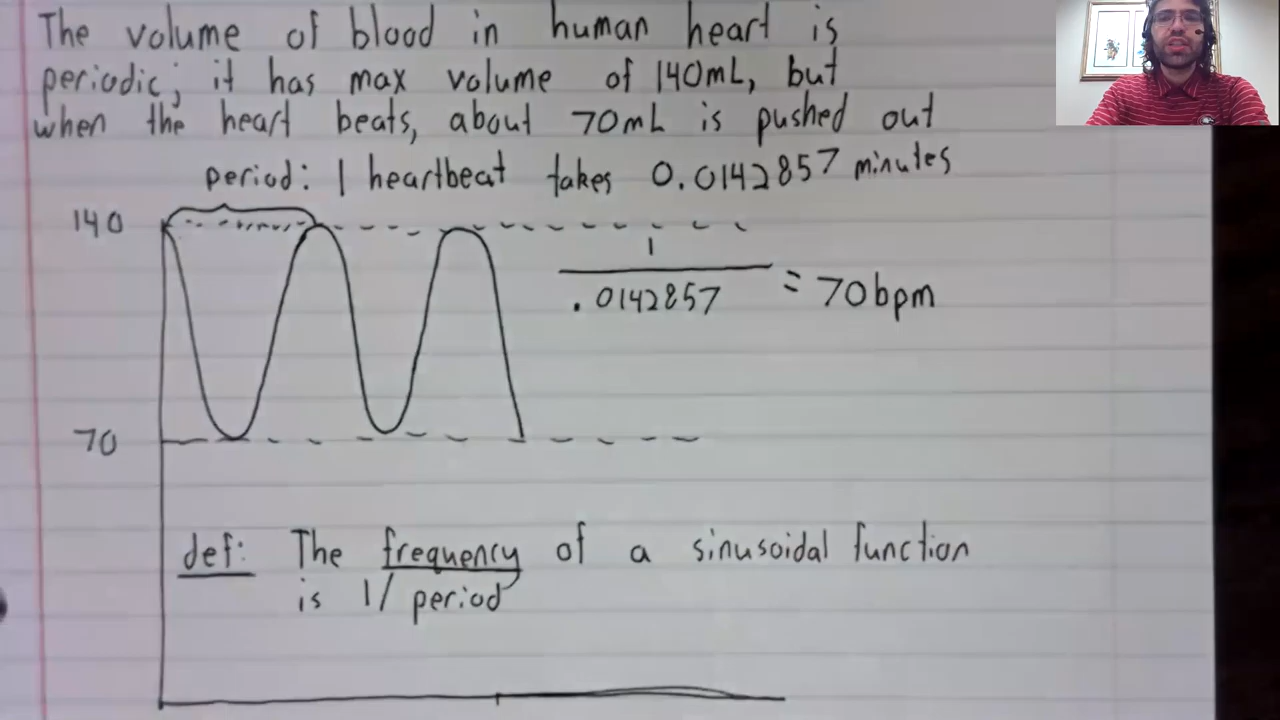 The volume of blood in human heart is
periodic; it has max volume of 140mL, but
when the heart beats, about 70mL is pushed out
period: 1 heartbeat takes 0.0142857 minutes
140
1
.0142857 = 70bpm
70
def: The frequency of a sinusoidal function
is 1/period